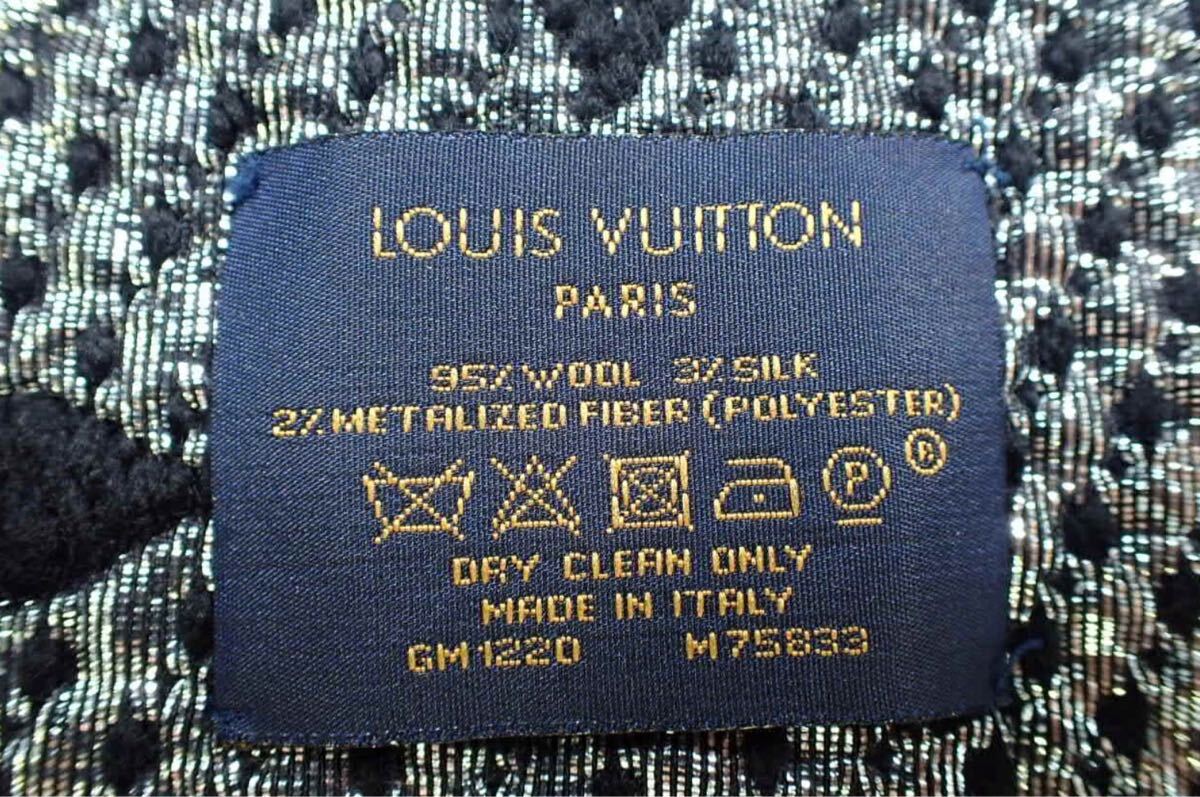 LOUIS VUITTON
PARIS
95% WOOL 3% SILK
2% METALIZED FIBER (POLYESTER)
P ©
DRY CLEAN ONLY
MADE IN ITALY
GM1220 M75833